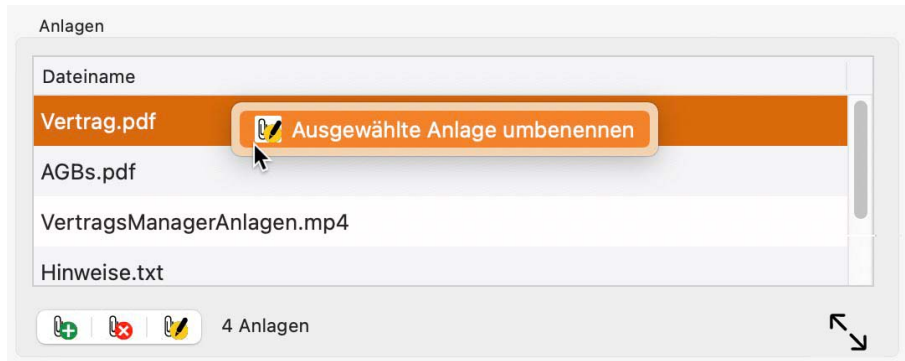 Anlagen
Dateiname
Vertrag.pdf
Ausgewählte Anlage umbenennen
AGBs.pdf
VertragsManagerAnlagen.mp4
Hinweise.txt
4 Anlagen